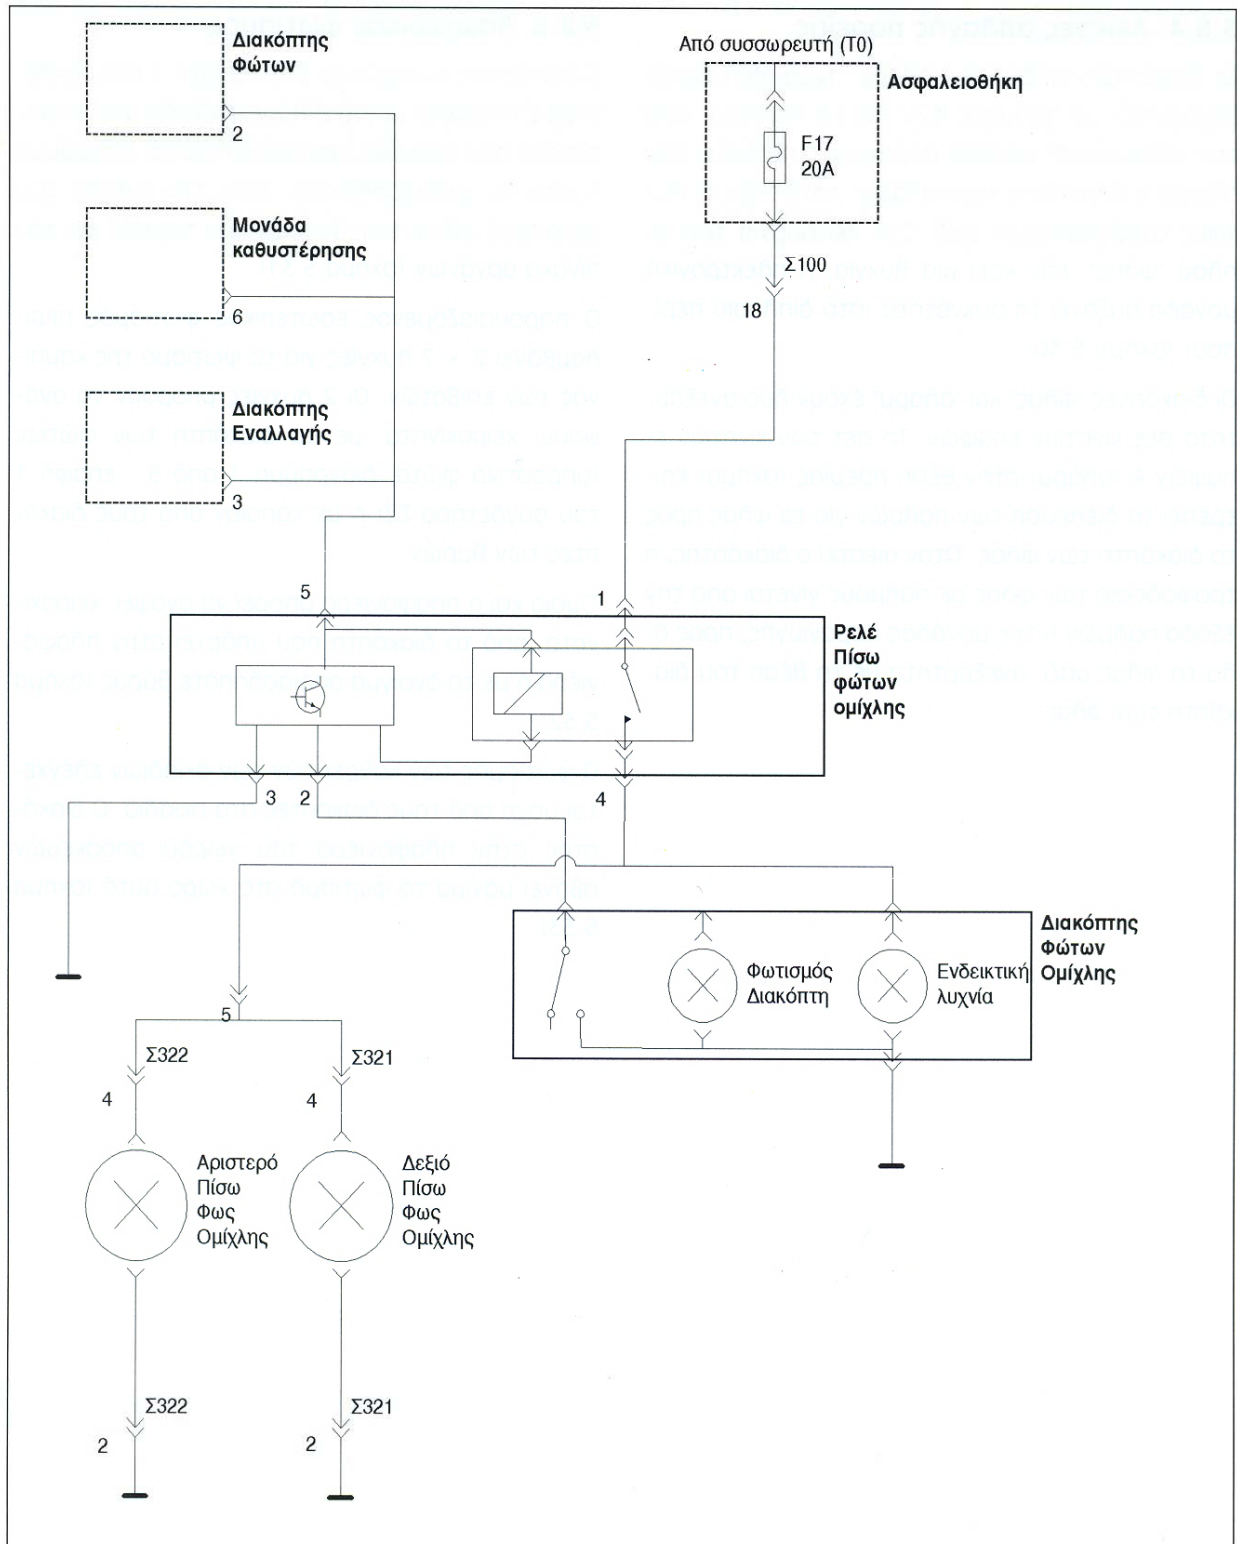 Διακόπτης
Φώτων
2
Μονάδα
καθυστέρησης
6
Διακόπτης
Εναλλαγής
3
Από συσσωρευτή (Τ0)
Ασφαλειοθήκη
F17
20A
Σ100
18
5
1
Ρελέ
Πίσω
φώτων
ομίχλης
3
2
4
Διακόπτης
Φώτων
Ομίχλης
Φωτισμός
Διακόπτη
Ενδεικτική
λυχνία
5
Σ322
Σ321
4
4
Αριστερό
Πίσω
Φως
Ομίχλης
Δεξιό
Πίσω
Φως
Ομίχλης
Σ322
Σ321
2
2